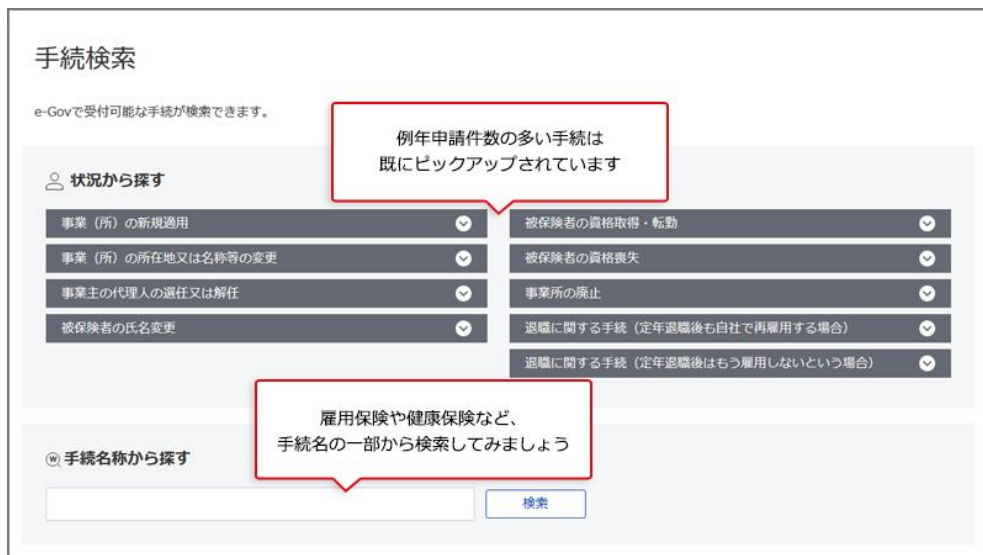 手続検索
e-Govで受付可能な手続が検索できます。
例年申請件数の多い手続は
既にピックアップされています
状況から探す
事業（所）の新規適用
事業（所）の所在地又は名称等の変更
事業主の代理人の選任又は解任
被保険者の氏名変更
被保険者の資格取得・転勤
被保険者の資格喪失
事業所の廃止
退職に関する手続（定年退職後も自社で再雇用する場合）
退職に関する手続（定年退職後はもう雇用しないという場合）
雇用保険や健康保険など、
手続名の一部から検索してみましょう
W 手続名称から探す
検索